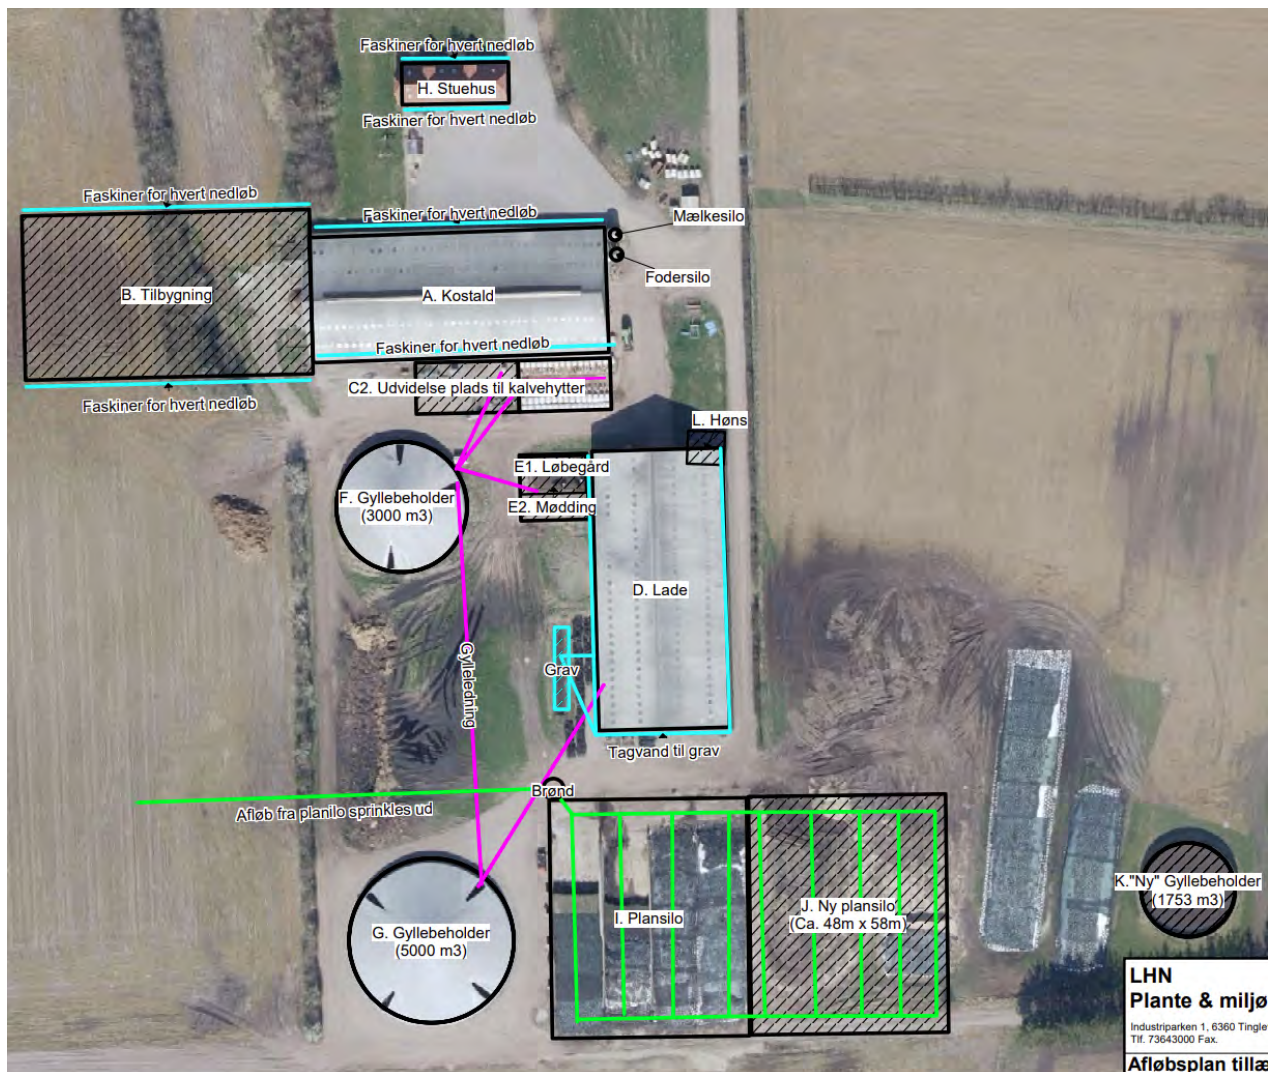 Faskiner for hvert nedløb
H. Stuehus
Faskiner for hvert nedløb
Faskiner for hvert nedløb
Faskiner for hvert nedløb
Mælkesilo
Fodersilo
B. Tilbygning
A. Kostald
Faskiner for hvert nedløb
C2. Udvidelse plads til kalvehytter
Faskiner for hvert nedløb
L. Høns
E1. Løbegård
F. Gyllebeholder
(3000 m3)
E2. Mødding
D. Lade
Gylleledning
Grav
Tagvand til grav
Brønd
Afløb fra planilo sprinkles ud
K."Ny" Gyllebeholder
(1753 m3)
J. Ny plansilo
(Ca. 48m x 58m)
I. Plansilo
G. Gyllebeholder
(5000 m3)
LHN
Plante & miljø
Industriparken 1, 6360 Tingle
Tlf. 73643000 Fax.
Afløbsplan tillæ